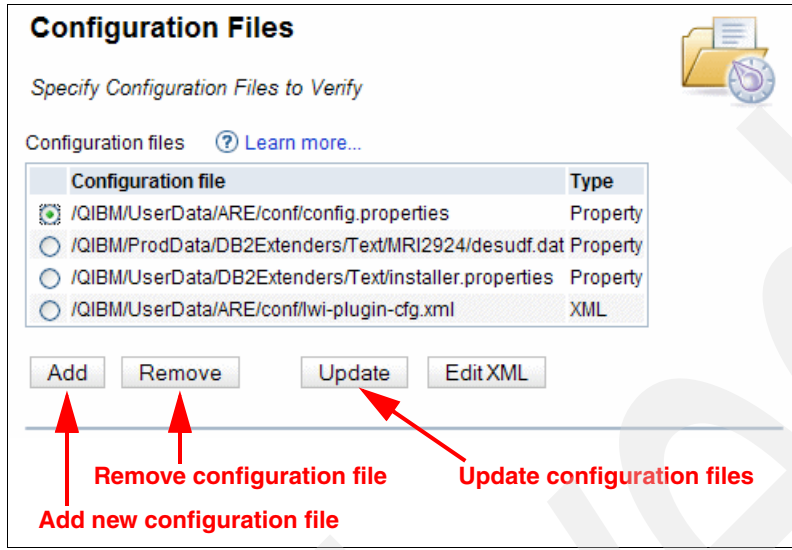 Configuration Files
Specify Configuration Files to Verify
Configuration files ? Learn more...
Configuration file Type
/QIBM/UserData/ARE/conf/config.properties Property
/QIBM/ProdData/DB2Extenders/Text/MRI2924/desudf.dat Property
/QIBM/UserData/DB2Extenders/Text/installer.properties Property
/QIBM/UserData/ARE/conf/lwi-plugin-cfg.xml XML
Add Remove Update Edit XML
Remove configuration file Update configuration files
Add new configuration file